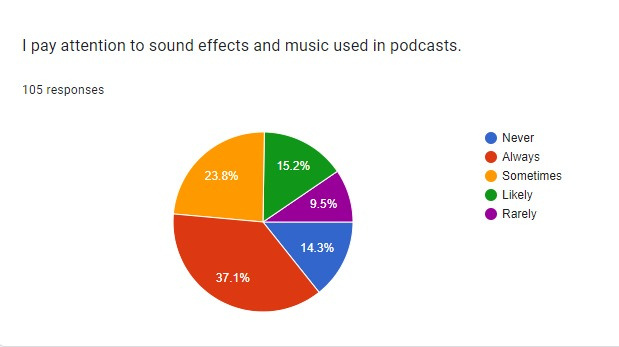 I pay attention to sound effects and music used in podcasts.
105 responses
Never
Always
Sometimes
Likely
Rarely
15.2%
23.8%
9.5%
14.3%
37.1%